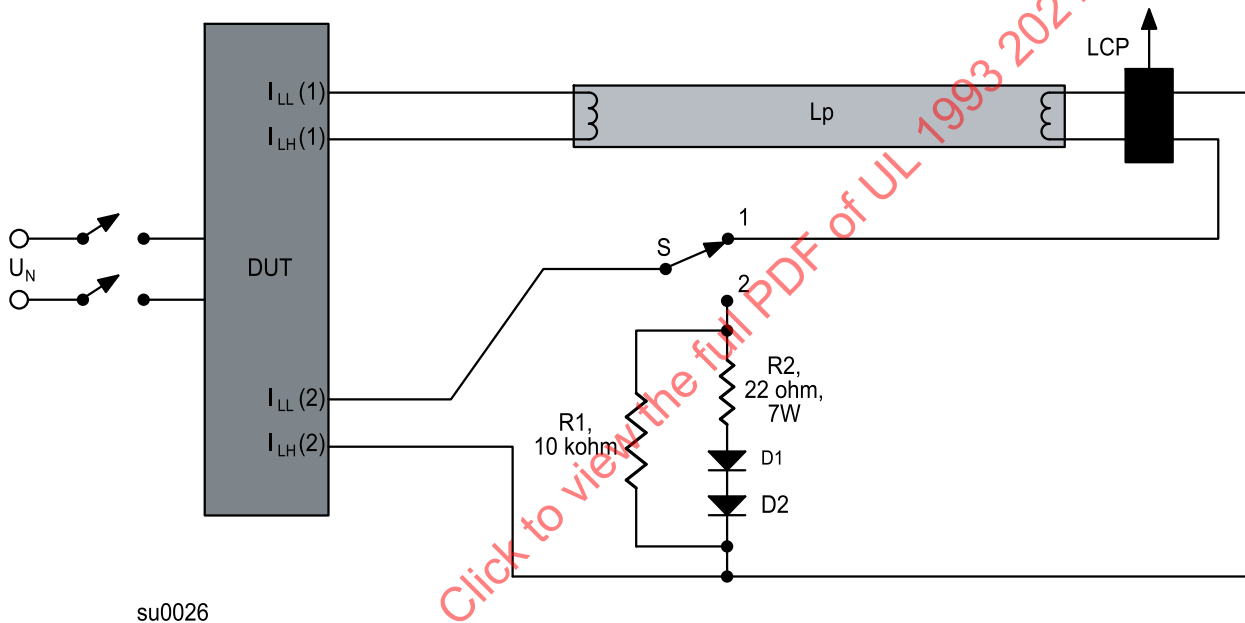 LCP
I LL (1)
I LH (1)
Lp
U N
DUT
S
1
2
R2,
22 ohm,
7W
R1,
10 kohm
D1
D2
I LL (2)
I LH (2)
su0026
Click to view the full PDF of UL 1993 2021